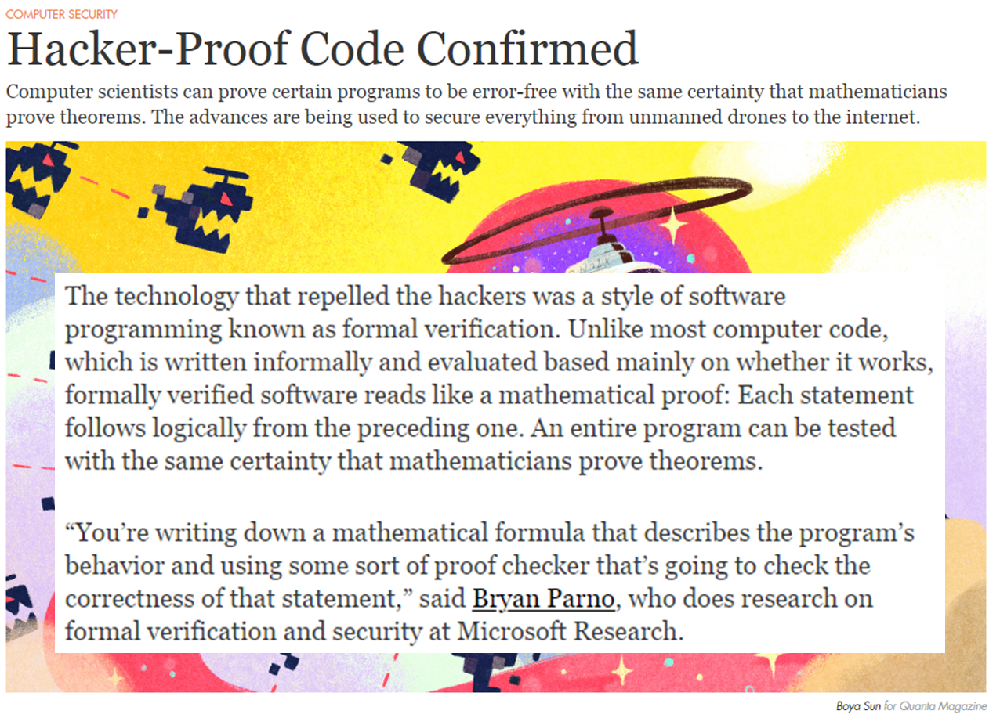 COMPUTER SECURITY
Hacker-Proof Code Confirmed
Computer scientists can prove certain programs to be error-free with the same certainty that mathematicians
prove theorems. The advances are being used to secure everything from unmanned drones to the internet.
The technology that repelled the hackers was a style of software
programming known as formal verification. Unlike most computer code,
which is written informally and evaluated based mainly on whether it works,
formally verified software reads like a mathematical proof: Each statement
follows logically from the preceding one. An entire program can be tested
with the same certainty that mathematicians prove theorems.
“You’re writing down a mathematical formula that describes the program’s
behavior and using some sort of proof checker that’s going to check the
correctness of that statement,” said Bryan Parno, who does research on
formal verification and security at Microsoft Research.
Boya Sun for Quanta Magazine